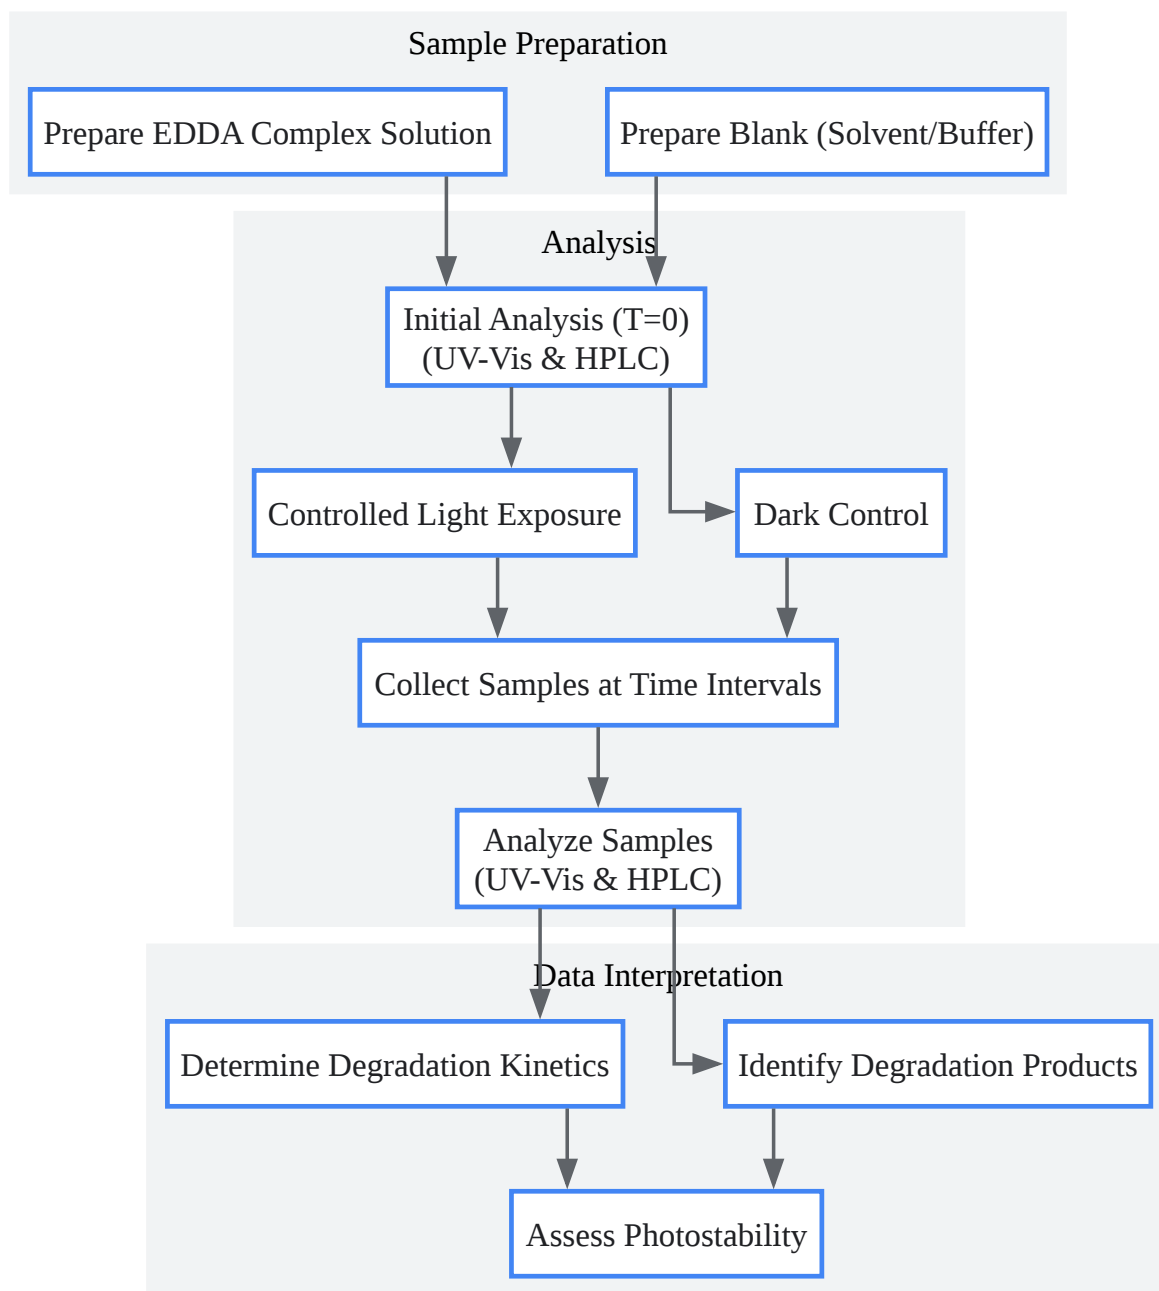 Sample Preparation
Prepare EDDA Complex Solution
Prepare Blank (Solvent/Buffer)
Analysis
Initial Analysis (T=0)
(UV-Vis & HPLC)
Controlled Light Exposure
Dark Control
Collect Samples at Time Intervals
Analyze Samples
(UV-Vis & HPLC)
Data Interpretation
Determine Degradation Kinetics
Identify Degradation Products
Assess Photostability